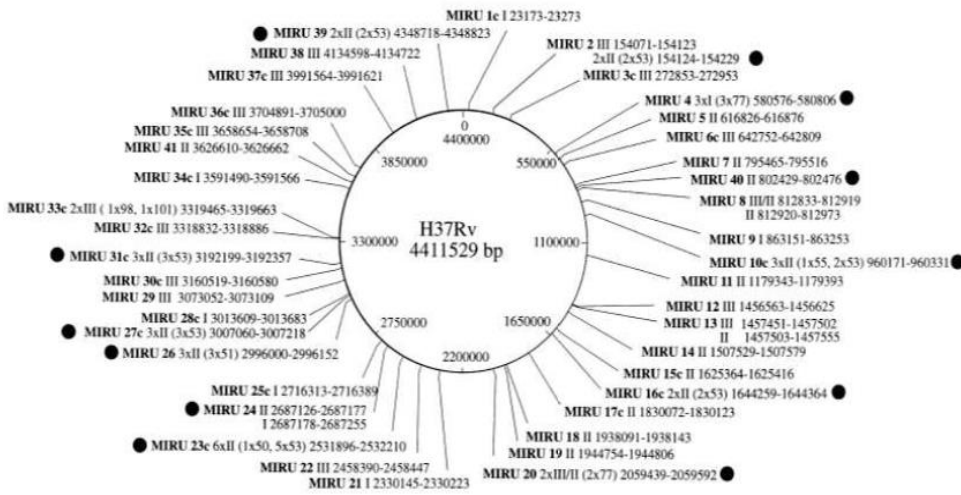 MIRU 1c I 23173-23273
MIRU 2 III 154071-154123
2xII (2x53) 154124-154229
MIRU 3c III 272853-272953
MIRU 4 3xI (3x77) 580576-580806
MIRU 5 II 616826-616876
MIRU 6c III 642752-642809
MIRU 7 II 795465-795516
MIRU 40 II 802429-802476
MIRU 8 III/II 812833-812919
II 812920-812973
MIRU 9 I 863151-863253
MIRU 10c 3xII (1x55, 2x53) 960171-960331
MIRU 11 II 1179343-1179393
MIRU 12 III 1456563-1456625
MIRU 13 III 1457451-1457502
II 1457503-1457555
MIRU 14 II 1507529-1507579
MIRU 15c II 1625364-1625416
MIRU 16c 2xII (2x53) 1644259-1644364
MIRU 17c II 1830072-1830123
MIRU 18 II 1938091-1938143
MIRU 19 II 1944754-1944806
MIRU 20 2xIII/II (2x77) 2059439-2059592
MIRU 21 I 2330145-2330223
MIRU 22 III 2458390-2458447
MIRU 23c 6xII (1x50, 5x53) 2531896-2532210
MIRU 24 II 2687126-2687177
I 2687178-2687255
MIRU 25c I 2716313-2716389
MIRU 26 3xII (3x51) 2996000-2996152
MIRU 27c 3xII (3x53) 3007060-3007218
MIRU 28c I 3013609-3013683
MIRU 29 III 3073052-3073109
MIRU 30c III 3160519-3160580
MIRU 31c 3xII (3x53) 3192199-3192357
MIRU 32c III 3318832-3318886
MIRU 33c 2xIII ( 1x98, 1x101) 3319465-3319663
MIRU 34c I 3591490-3591566
MIRU 41 II 3626610-3626662
MIRU 35c III 3658654-3658708
MIRU 36c III 3704891-3705000
MIRU 37c III 3991564-3991621
MIRU 38 III 4134598-4134722
MIRU 39 2xII (2x53) 4348718-4348823
0
4400000
550000
1100000
1650000
2200000
2750000
3300000
3850000
H37Rv
4411529 bp